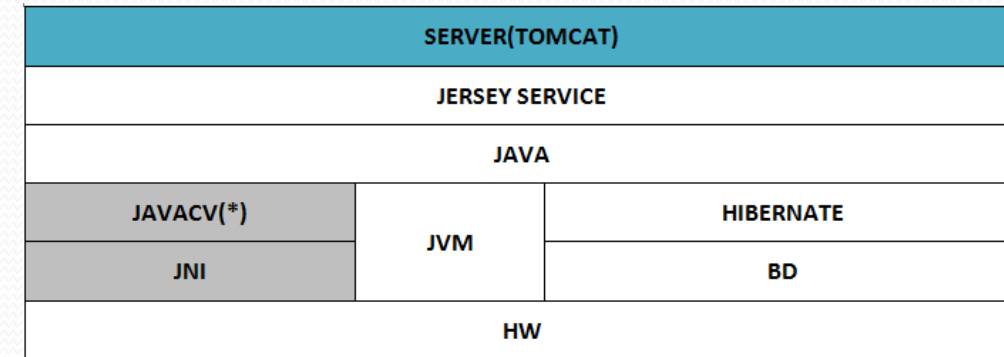 SERVER(TOMCAT)
JERSEY SERVICE
JAVA
JAVACV(*)
JVM
HIBERNATE
JNI
BD
HW